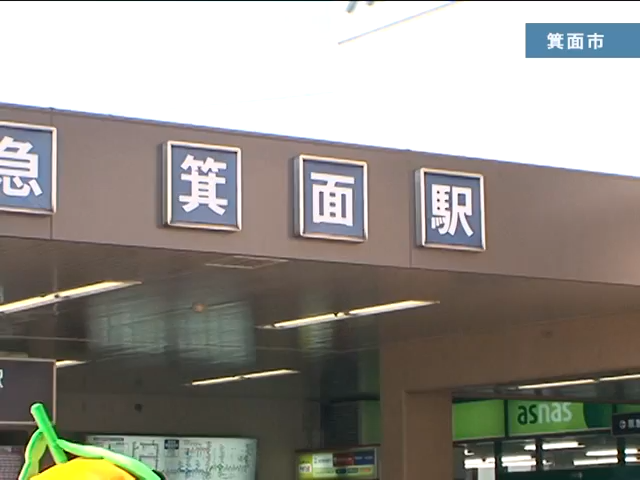 箕面市
急 箕 面 駅
asnas